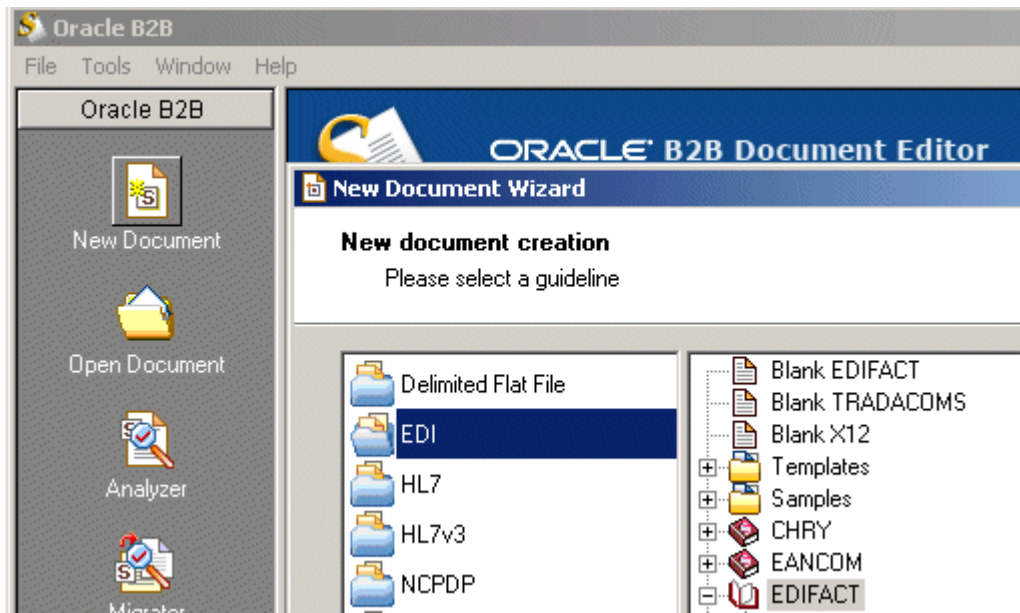 Oracle B2B
File Tools Window Help
Oracle B2B
New Document
Open Document
Analyzer
Migrator
ORACLE' B2B Document Editor
New Document Wizard
New document creation
Please select a guideline
Delimited Flat File
EDI
HL7
HL7v3
NCPDP
Blank EDIFACT
Blank TRADACOMS
Blank X12
Templates
Samples
CHRY
EANCOM
EDIFACT